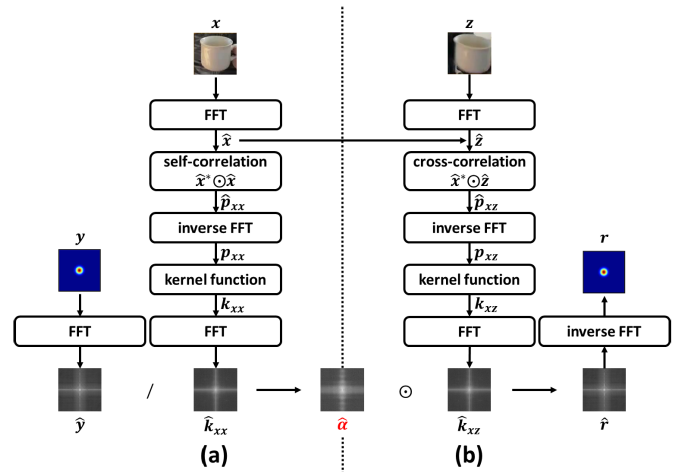 x
z
FFT
FFT
x̂
ẑ
self-correlation
x̂*⊙x̂
cross-correlation
x̂*⊙ẑ
p̂xx
p̂xz
inverse FFT
inverse FFT
y
pxx
pxz
r
kernel function
kernel function
kxx
kxz
FFT
FFT
FFT
inverse FFT
/
⊙
ŷ
k̂xx
α̂
k̂xz
r̂
(a)
(b)